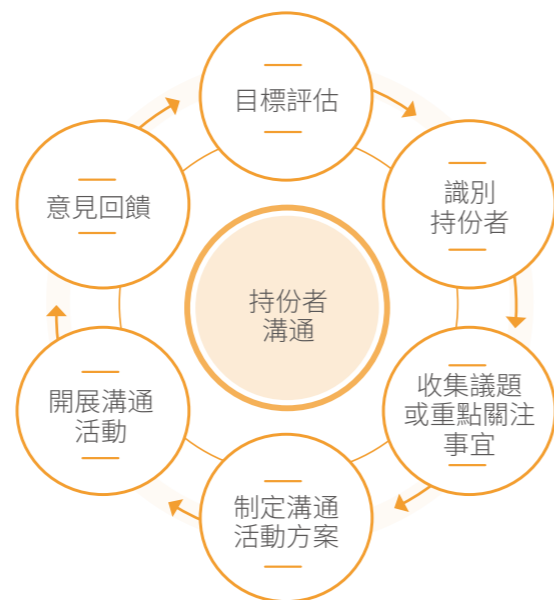 目標評估
識別
持份者
收集議題
或重點關注
事宜
制定溝通
活動方案
開展溝通
活動
意見回饋
持份者
溝通